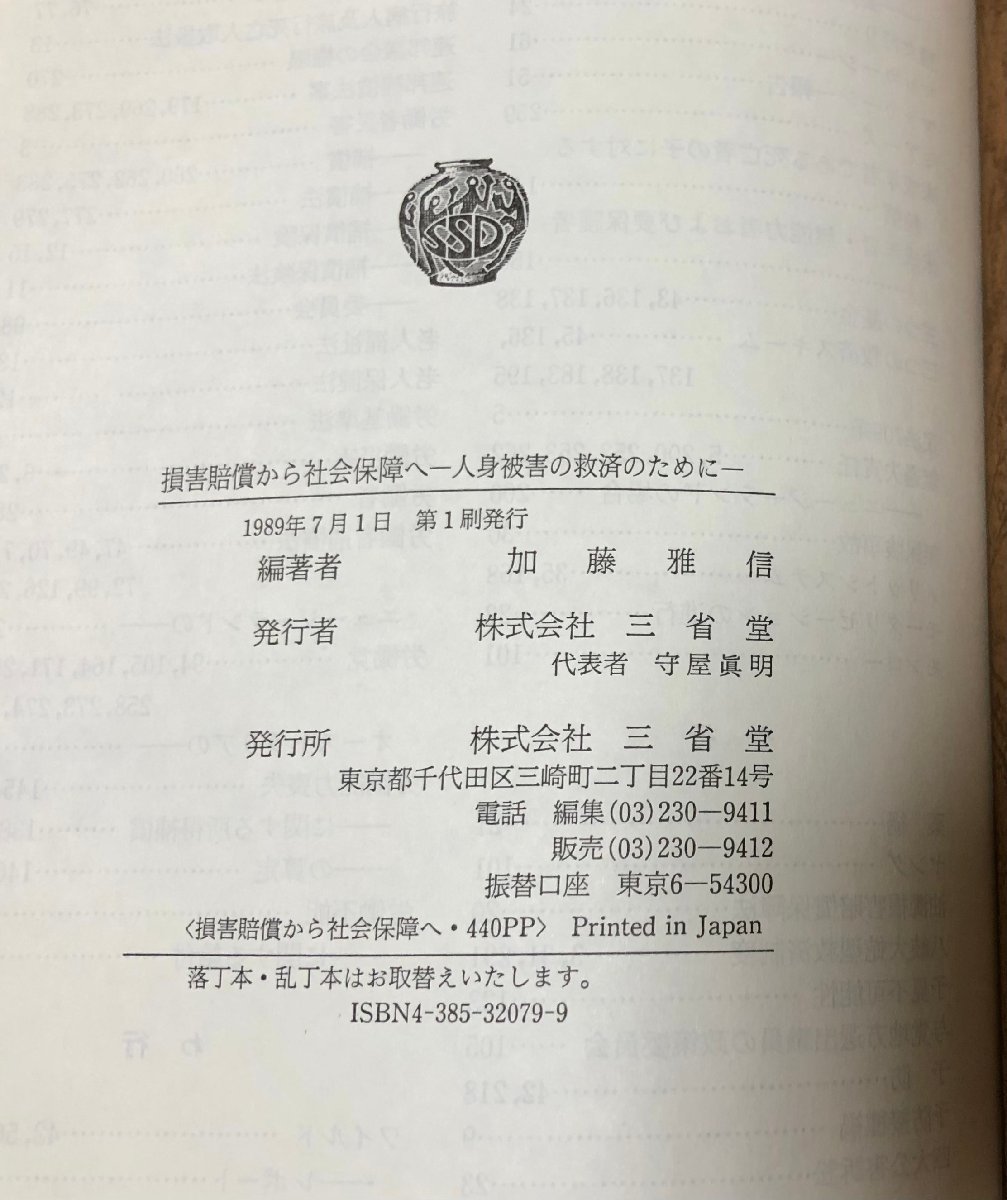 SSD
損害賠償から社会保障へ―人身被害の救済のために―
1989年7月1日 第1刷発行
編著者 加藤雅信
発行者 株式会社 三省堂
代表者 守屋眞明
発行所 株式会社 三省堂
東京都千代田区三崎町二丁目22番14号
電話 編集(03)230―9411
販売(03)230―9412
振替口座 東京6―54300
〈損害賠償から社会保障へ・440PP〉 Printed in Japan
落丁本・乱丁本はお取替えいたします。
ISBN4-385-32079-9